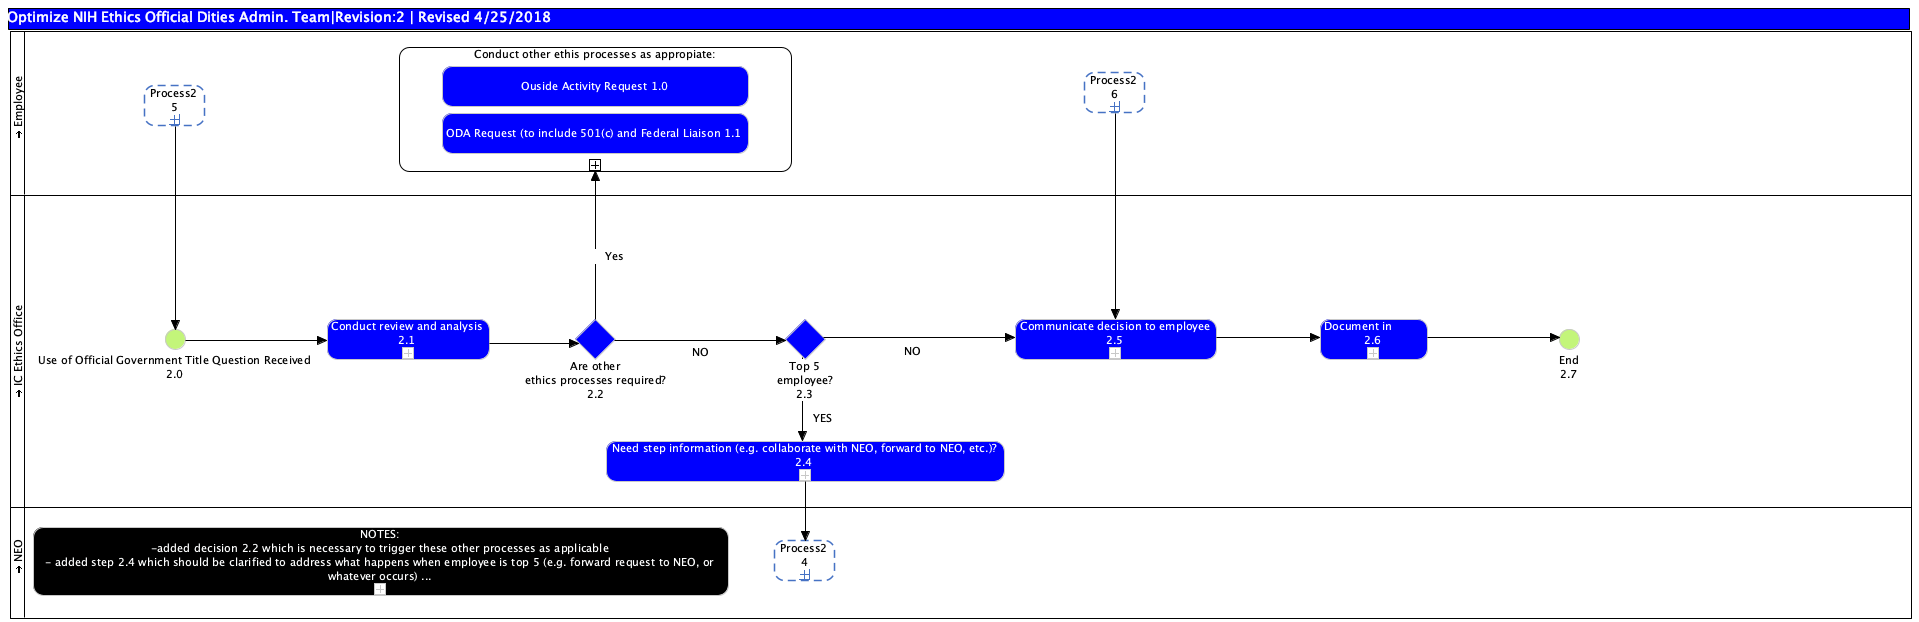 Optimize NIH Ethics Official Dities Admin. Team|Revision:2 | Revised 4/25/2018
Employee
Process2
5
Conduct other ethis processes as appropiate:
Ouside Activity Request 1.0
ODA Request (to include 501(c) and Federal Liaison 1.1
Process2
6
IC Ethics Office
Yes
Use of Official Government Title Question Received
2.0
Conduct review and analysis
2.1
Are other
ethics processes required?
2.2
NO
Top 5
employee?
2.3
NO
YES
Need step information (e.g. collaborate with NEO, forward to NEO, etc.)?
2.4
Communicate decision to employee
2.5
Document in
2.6
End
2.7
NEO
NOTES:
-added decision 2.2 which is necessary to trigger these other processes as applicable
- added step 2.4 which should be clarified to address what happens when employee is top 5 (e.g. forward request to NEO, or
whatever occurs) ...
Process2
4